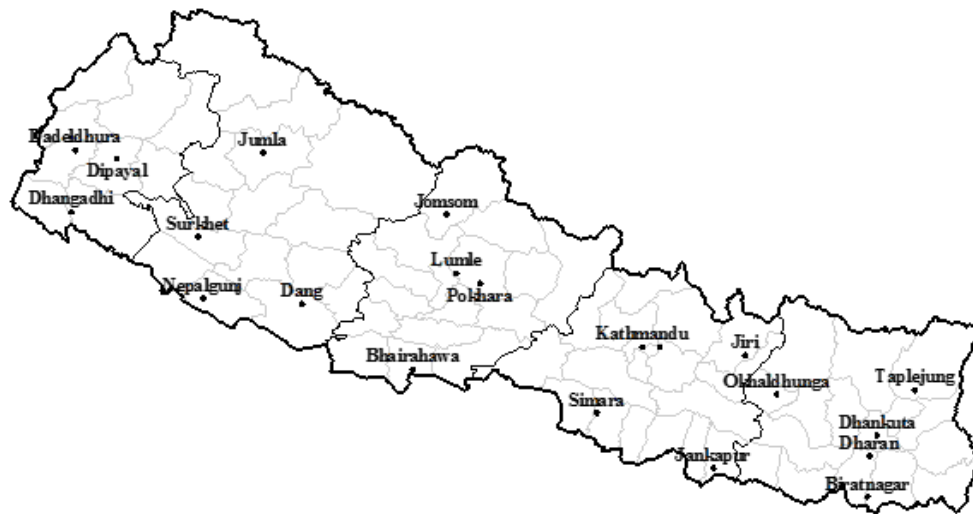 Dadeldhura
Jumla
Dipayal
Dhangadhi
Jomsom
Surkhet
Lumle
Nepalgunj
Dang
Pokhara
Kathmandu
Jiri
Bhairahawa
Okhaldhunga
Taplejung
Simara
Dhankuta
Dharan
Jankapur
Biratnagar